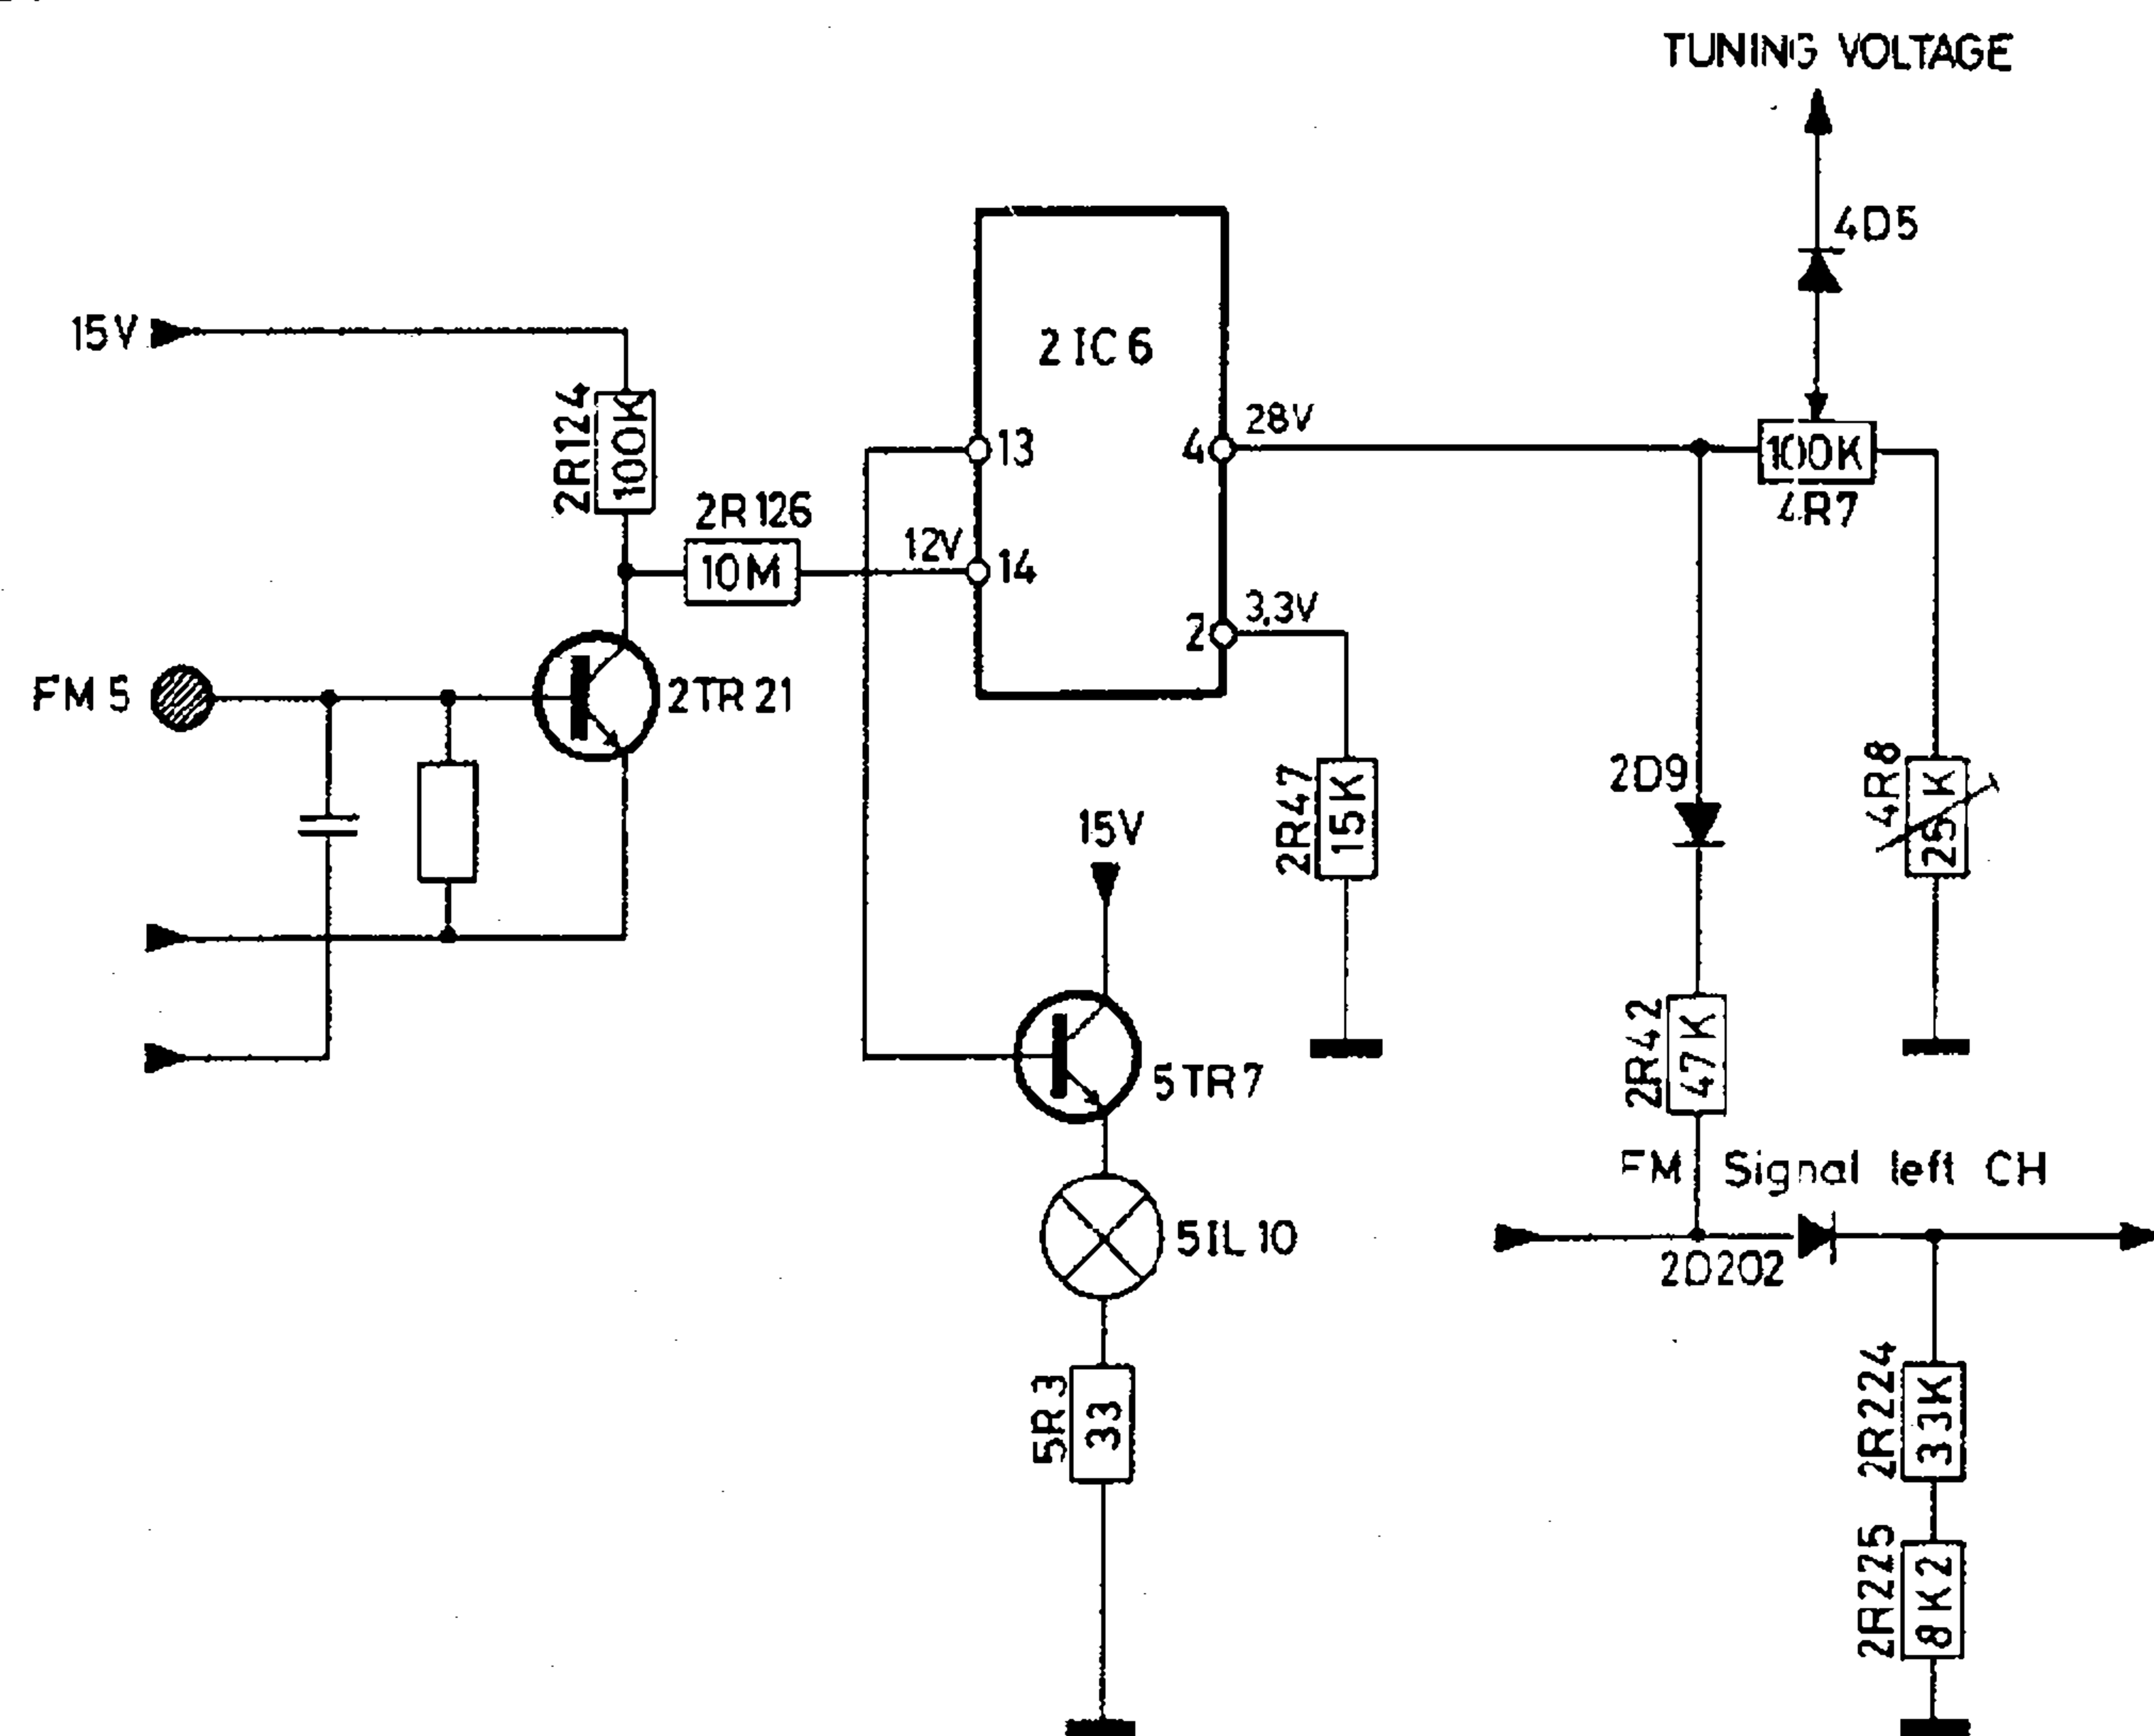 TUNING VOLTAGE
4D5
15V
2R124
100K
2IC6
13
4
28V
100K
4R7
2R126
10M
12V
14
2
3.3V
FM5
2TR21
2R47
15K
2D9
4R8
25K
15V
2R42
47K
5TR7
FM Signal left CH
5IL10
2D202
5R3
33
2R224
33K
2R225
8K2